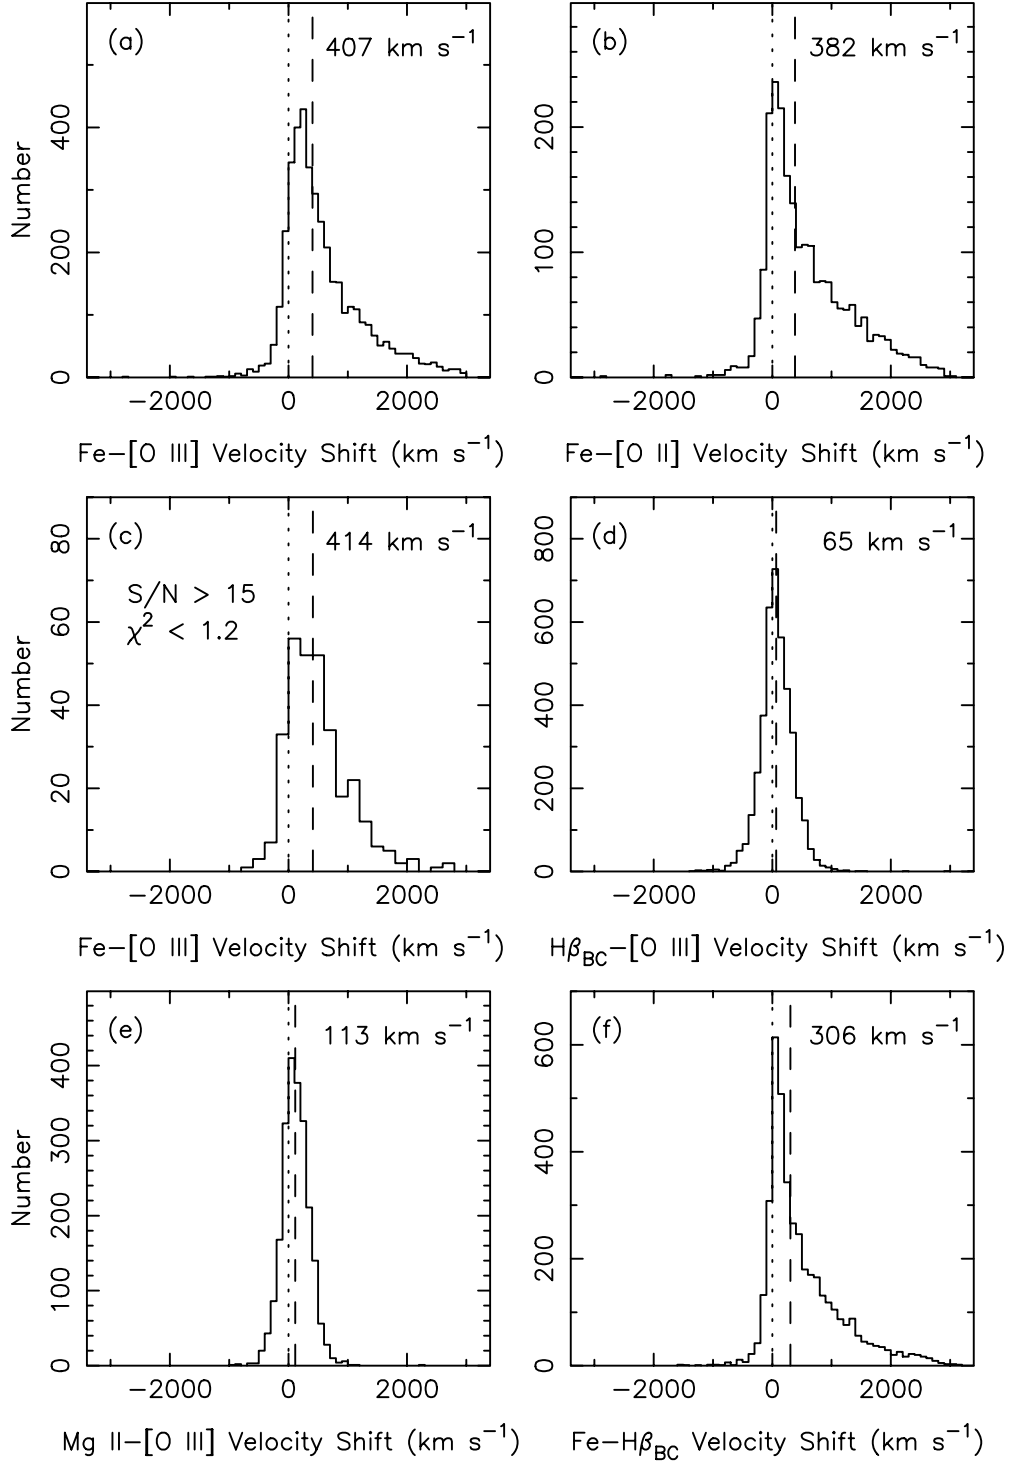 (a)
407 km s⁻¹
Number
0
200
400
−2000
0
2000
Fe−[O III] Velocity Shift (km s⁻¹)
(b)
382 km s⁻¹
0
100
200
−2000
0
2000
Fe−[O II] Velocity Shift (km s⁻¹)
(c)
414 km s⁻¹
S/N > 15
χ² < 1.2
Number
0
20
40
60
80
−2000
0
2000
Fe−[O III] Velocity Shift (km s⁻¹)
(d)
65 km s⁻¹
0
200
400
600
800
−2000
0
2000
Hβ_BC−[O III] Velocity Shift (km s⁻¹)
(e)
113 km s⁻¹
Number
0
100
200
300
400
−2000
0
2000
Mg II−[O III] Velocity Shift (km s⁻¹)
(f)
306 km s⁻¹
0
200
400
600
−2000
0
2000
Fe−Hβ_BC Velocity Shift (km s⁻¹)